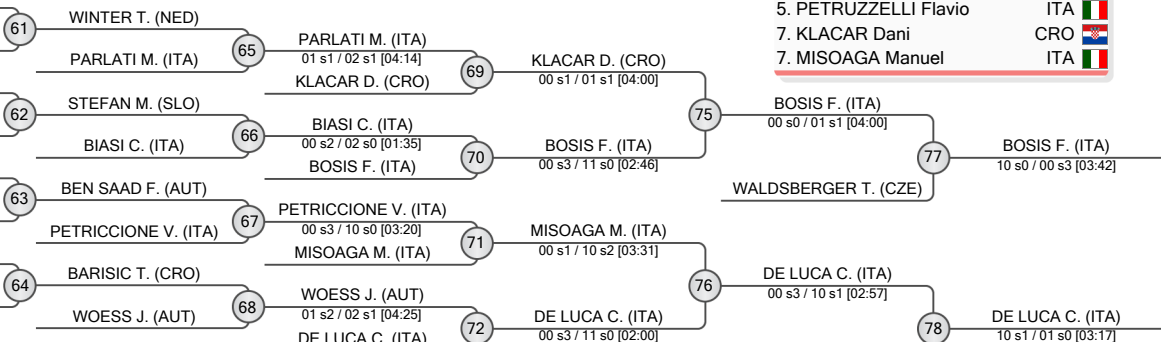 5. PETRUZZELLI Flavio ITA
7. KLACAR Dani CRO
7. MISOAGA Manuel ITA
61
WINTER T. (NED)
PARLATI M. (ITA)
65
PARLATI M. (ITA)
01 s1 / 02 s1 [04:14]
KLACAR D. (CRO)
69
KLACAR D. (CRO)
00 s1 / 01 s1 [04:00]
62
STEFAN M. (SLO)
BIASI C. (ITA)
66
BIASI C. (ITA)
00 s2 / 02 s0 [01:35]
BOSIS F. (ITA)
70
BOSIS F. (ITA)
00 s3 / 11 s0 [02:46]
75
BOSIS F. (ITA)
00 s0 / 01 s1 [04:00]
WALDSBERGER T. (CZE)
77
BOSIS F. (ITA)
10 s0 / 00 s3 [03:42]
63
BEN SAAD F. (AUT)
PETRICCIONE V. (ITA)
67
PETRICCIONE V. (ITA)
00 s3 / 10 s0 [03:20]
MISOAGA M. (ITA)
71
MISOAGA M. (ITA)
00 s1 / 10 s2 [03:31]
64
BARISIC T. (CRO)
WOESS J. (AUT)
68
WOESS J. (AUT)
01 s2 / 02 s1 [04:25]
DE LUCA C. (ITA)
72
DE LUCA C. (ITA)
00 s3 / 11 s0 [02:00]
76
DE LUCA C. (ITA)
00 s3 / 10 s1 [02:57]
78
DE LUCA C. (ITA)
10 s1 / 01 s0 [03:17]